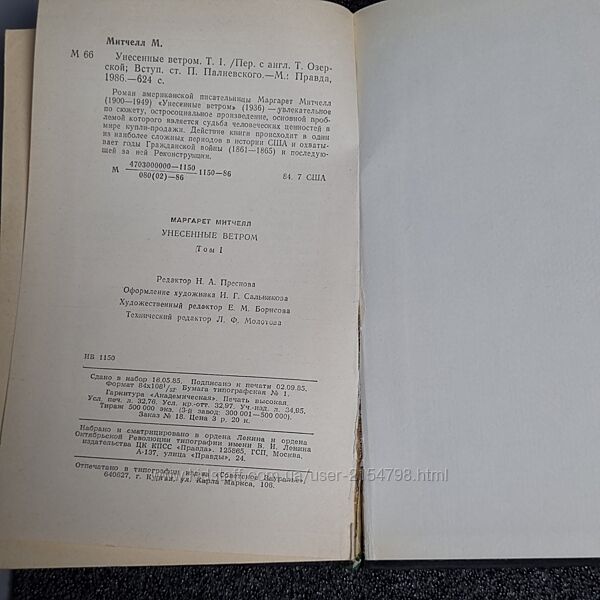 Митчелл М.
М 66 Унесенные ветром. Т. I. /Пер. с англ. Т. Озер-
ской; Вступ. ст. П. Палиевского.—М.: Правда,
1986.—624 с.
Роман американской писательницы Маргарет Митчелл
(1900—1949) «Унесенные ветром» (1936) — увлекательное
по сюжету, остросоциальное произведение, основной проб-
лемой которого является судьба человеческих ценностей в
мире купли-продажи. Действие книги происходит в один
из наиболее сложных периодов в истории США и охваты-
вает годы Гражданской войны (1861—1865) и последую-
щей за ней Реконструкции.
М 4703000000—1150
080(02)—86 1150—86 84. 7 США
МАРГАРЕТ МИТЧЕЛЛ
УНЕСЕННЫЕ ВЕТРОМ
Том I
Редактор Н. А. Преснова
Оформление художника И. Г. Сальникова
Художественный редактор Е. М. Борисова
Технический редактор Л. Ф. Молотова
ИВ 1150
Сдано в набор 16.05.85. Подписано к печати 02.09.85.
Формат 84х108 1/32. Бумага типографская № 1.
Гарнитура «Академическая». Печать высокая.
Усл. печ. л. 32,76. Усл. кр.-отт. 32,97. Уч.-изд. л. 34,95.
Тираж 500 000 экз. (3-й завод: 300 001—500 000).
Заказ № 18. Цена 3 р. 20 к.
Набрано и сматрицировано в ордена Ленина и ордена
Октябрьской Революции типографии имени В. И. Ленина
издательства ЦК КПСС «Правда». 125865, ГСП, Москва,
А-137, улица «Правды», 24.
Отпечатано в типографии
640627, г. Курган, ул. Карла Маркса, 106.